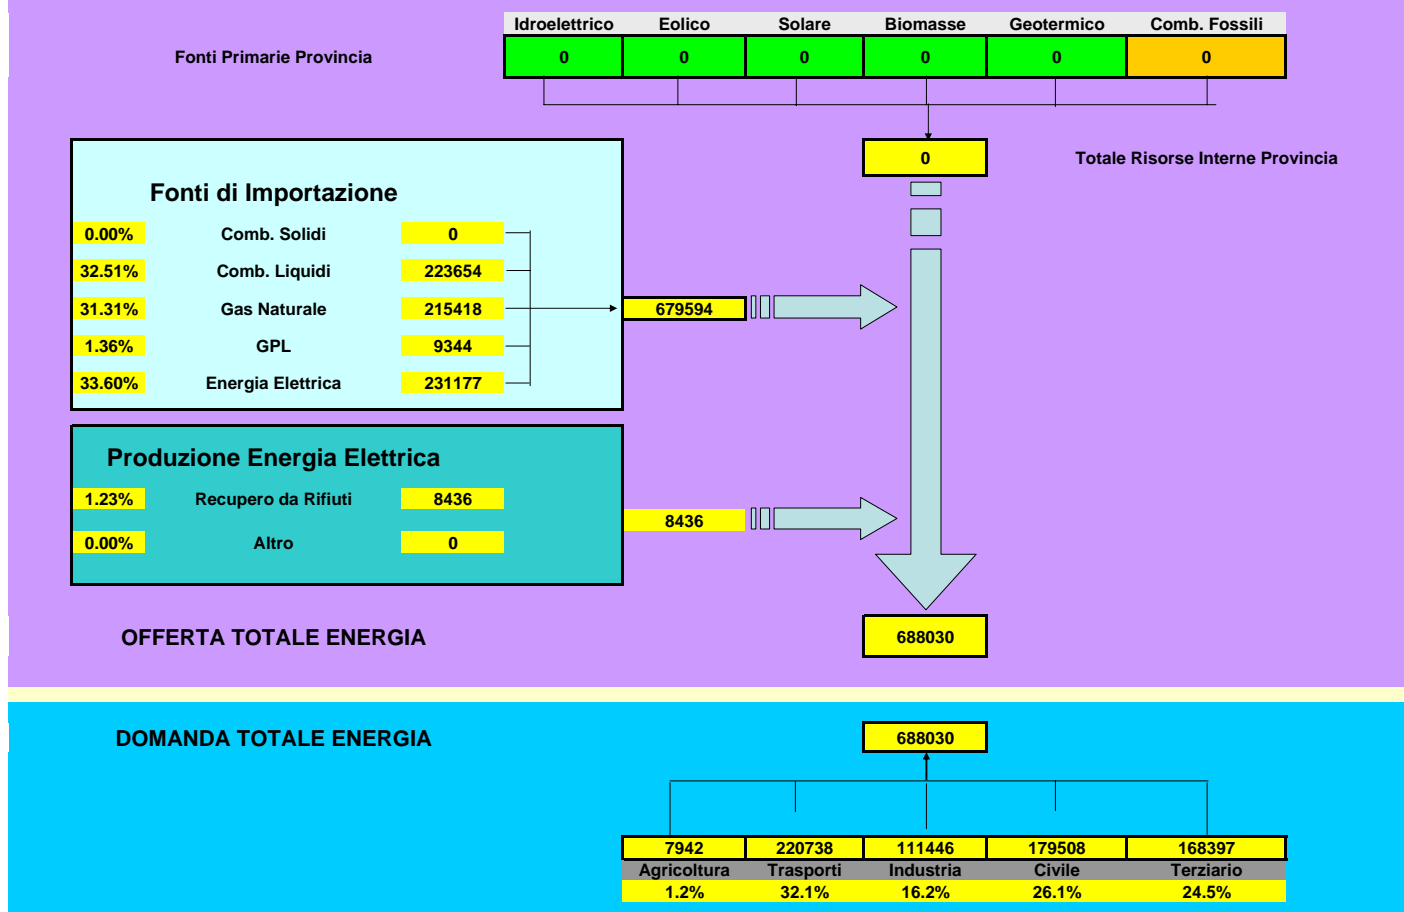 Idroelettrico Eolico Solare Biomasse Geotermico Comb. Fossili
Fonti Primarie Provincia 0 0 0 0 0 0
0 Totale Risorse Interne Provincia
Fonti di Importazione
0.00% Comb. Solidi 0
32.51% Comb. Liquidi 223654
31.31% Gas Naturale 215418 679594
1.36% GPL 9344
33.60% Energia Elettrica 231177
Produzione Energia Elettrica
1.23% Recupero da Rifiuti 8436
8436
0.00% Altro 0
OFFERTA TOTALE ENERGIA 688030
DOMANDA TOTALE ENERGIA 688030
7942 220738 111446 179508 168397
Agricoltura Trasporti Industria Civile Terziario
1.2% 32.1% 16.2% 26.1% 24.5%